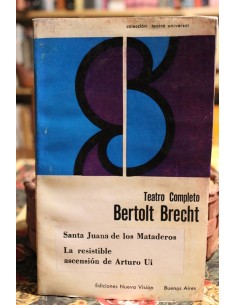 colección teatro universal
Teatro Completo
Bertolt Brecht
Santa Juana de los Mataderos
La resistible
ascensión de Arturo Ui
Ediciones Nueva Visión Buenos Aires